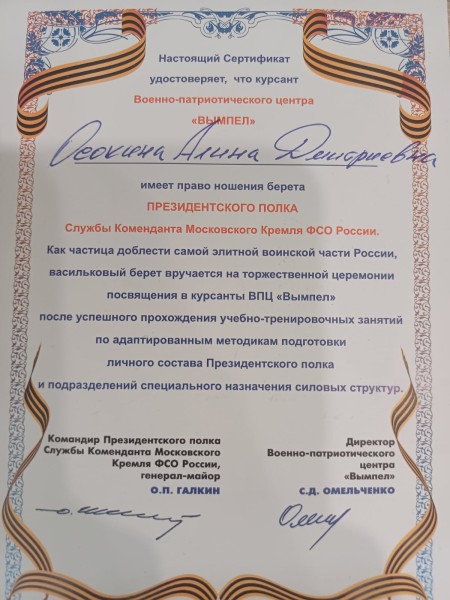 Настоящий Сертификат
удостоверяет, что курсант
Военно-патриотического центра
«ВЫМПЕЛ»
Осокина Алина Дмитриевна
имеет право ношения берета
ПРЕЗИДЕНТСКОГО ПОЛКА
Службы Коменданта Московского Кремля ФСО России.
Как частица доблести самой элитной воинской части России,
васильковый берет вручается на торжественной церемонии
посвящения в курсанты ВПЦ «Вымпел»
после успешного прохождения учебно-тренировочных занятий
по адаптированным методикам подготовки
личного состава Президентского полка
и подразделений специального назначения силовых структур.
Командир Президентского полка
Службы Коменданта Московского
Кремля ФСО России,
генерал-майор
О.П. ГАЛКИН
Директор
Военно-патриотического
центра
«Вымпел»
С.Д. ОМЕЛЬЧЕНКО